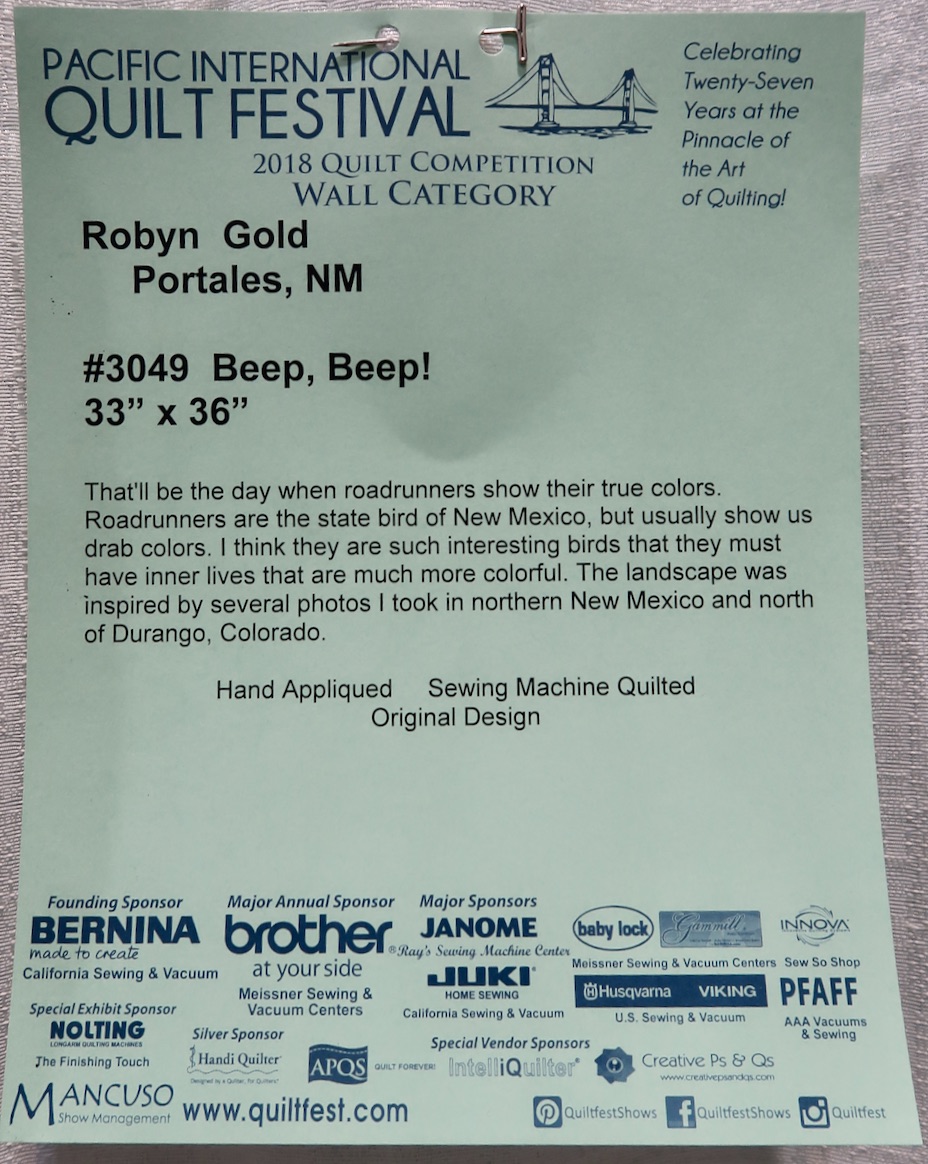 PACIFIC INTERNATIONAL
QUILT FESTIVAL
2018 QUILT COMPETITION
WALL CATEGORY
Celebrating
Twenty-Seven
Years at the
Pinnacle of
the Art
of Quilting!
Robyn Gold
Portales, NM
#3049 Beep, Beep!
33” x 36”
That'll be the day when roadrunners show their true colors.
Roadrunners are the state bird of New Mexico, but usually show us
drab colors. I think they are such interesting birds that they must
have inner lives that are much more colorful. The landscape was
inspired by several photos I took in northern New Mexico and north
of Durango, Colorado.
Hand Appliqued Sewing Machine Quilted
Original Design
Founding Sponsor
BERNINA
made to create
California Sewing & Vacuum
Major Annual Sponsor
brother
at your side
Meissner Sewing &
Vacuum Centers
Major Sponsors
JANOME
®Ray's Sewing Machine Center
JUKI®
HOME SEWING
California Sewing & Vacuum
baby lock
Gammill
INNOVA
Meissner Sewing & Vacuum Centers Sew So Shop
Husqvarna VIKING
U.S. Sewing & Vacuum
PFAFF
AAA Vacuums
& Sewing
Special Exhibit Sponsor
NOLTING
LONGARM QUILTING MACHINES
The Finishing Touch
Silver Sponsor
Handi Quilter®
Designed by a Quilter, for Quilters®
APQS QUILT FOREVER!
Special Vendor Sponsors
IntelliQuilter®
Creative Ps & Qs
www.creativepsandqs.com
MANCUSO
Show Management
www.quiltfest.com
QuiltfestShows
QuiltfestShows
Quiltfest